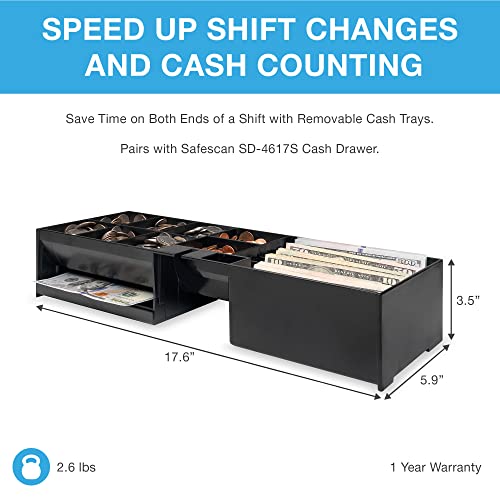 SPEED UP SHIFT CHANGES
AND CASH COUNTING
Save Time on Both Ends of a Shift with Removable Cash Trays.
Pairs with Safescan SD-4617S Cash Drawer.
3.5”
17.6”
5.9”
2.6 lbs
1 Year Warranty